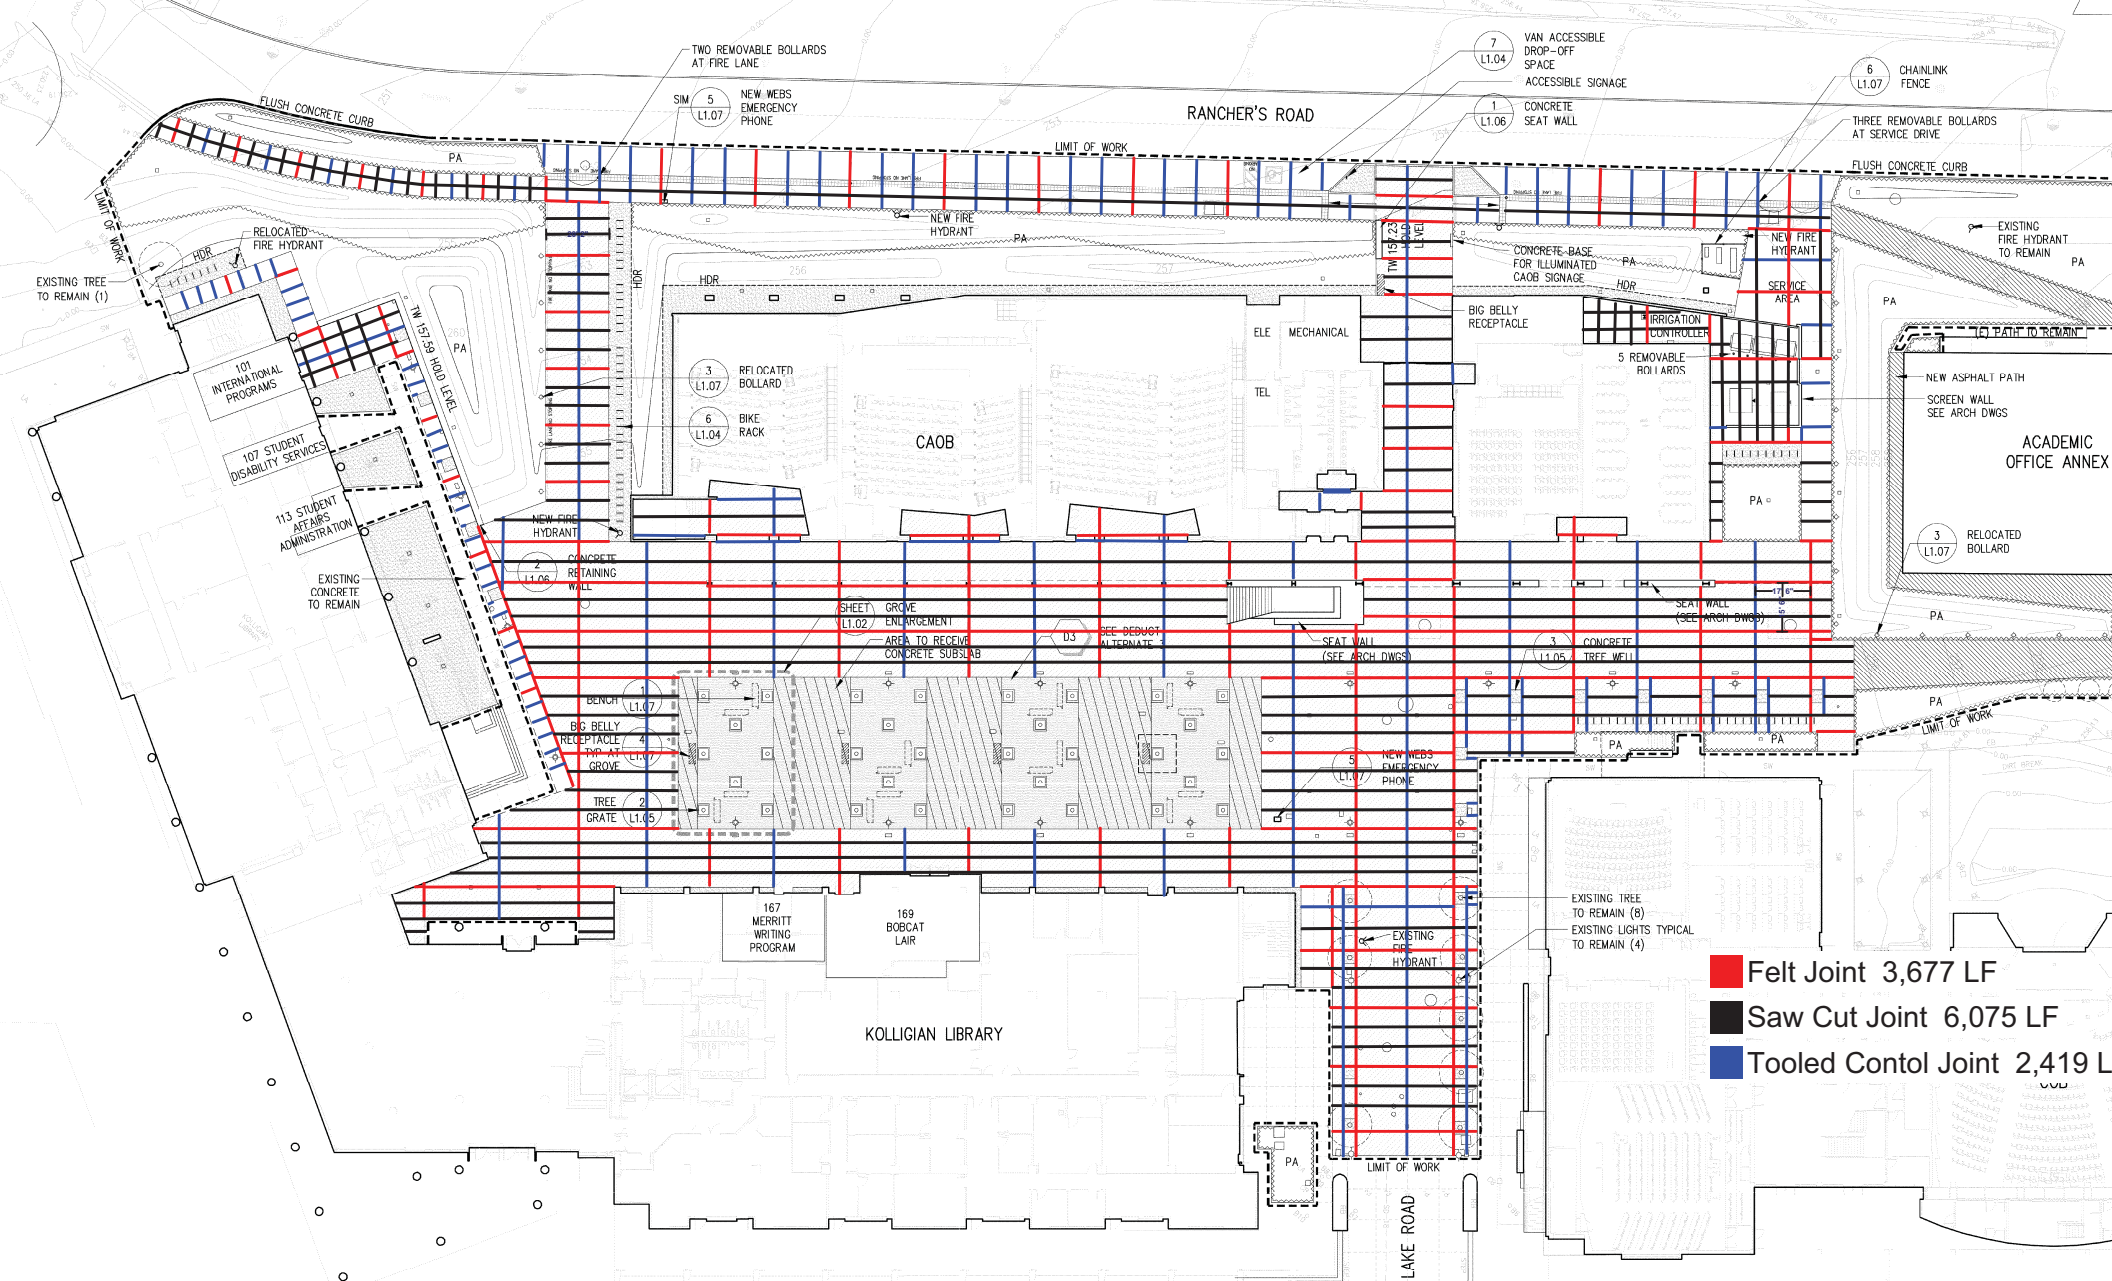 TWO REMOVABLE BOLLARDS
AT FIRE LANE
SIM
5
L1.07
NEW WEBS
EMERGENCY
PHONE
7
L1.04
VAN ACCESSIBLE
DROP-OFF
SPACE
ACCESSIBLE SIGNAGE
1
L1.06
CONCRETE
SEAT WALL
6
L1.07
CHAINLINK
FENCE
THREE REMOVABLE BOLLARDS
AT SERVICE DRIVE
FLUSH CONCRETE CURB
RANCHER'S ROAD
LIMIT OF WORK
FLUSH CONCRETE CURB
PA
LIMIT OF WORK
RELOCATED
FIRE HYDRANT
HDR
EXISTING TREE
TO REMAIN (1)
NEW FIRE
HYDRANT
PA
HDR
HDR
256
257
TW 157.23
HOLD
LEVEL
CONCRETE BASE
FOR ILLUMINATED
CAOB SIGNAGE
PA
HDR
NEW FIRE
HYDRANT
SERVICE
AREA
EXISTING
FIRE HYDRANT
TO REMAIN
PA
PA
BIG BELLY
RECEPTACLE
IRRIGATION
CONTROLLER
5 REMOVABLE
BOLLARDS
(E) PATH TO REMAIN
NEW ASPHALT PATH
SCREEN WALL
SEE ARCH DWGS
ACADEMIC
OFFICE ANNEX
TW 157.59 HOLD LEVEL
PA
101
INTERNATIONAL
PROGRAMS
107 STUDENT
DISABILITY SERVICES
113 STUDENT
AFFAIRS
ADMINISTRATION
3
L1.07
RELOCATED
BOLLARD
6
L1.04
BIKE
RACK
CAOB
ELE
MECHANICAL
TEL
PA
NEW FIRE
HYDRANT
3
L1.07
RELOCATED
BOLLARD
2
L1.06
CONCRETE
RETAINING
WALL
EXISTING
CONCRETE
TO REMAIN
SHEET
L1.02
GROVE
ENLARGEMENT
AREA TO RECEIVE
CONCRETE SUBSLAB
D3
SEE DEDUCT
ALTERNATE 3
SEAT WALL
(SEE ARCH DWGS)
SEAT WALL
(SEE ARCH DWGS)
17' 6"
3
L1.05
CONCRETE
TREE WELL
PA
1
L1.07
BENCH
BIG BELLY
RECEPTACLE
TYP. AT
GROVE
4
L1.07
TREE
GRATE
2
L1.05
5
L1.07
NEW WEBS
EMERGENCY
PHONE
PA
PA
PA
LIMIT OF WORK
167
MERRITT
WRITING
PROGRAM
169
BOBCAT
LAIR
EXISTING
FIRE
HYDRANT
EXISTING TREE
TO REMAIN (8)
EXISTING LIGHTS TYPICAL
TO REMAIN (4)
Felt Joint 3,677 LF
Saw Cut Joint 6,075 LF
Tooled Contol Joint 2,419 L
KOLLIGIAN LIBRARY
PA
LIMIT OF WORK
LAKE ROAD